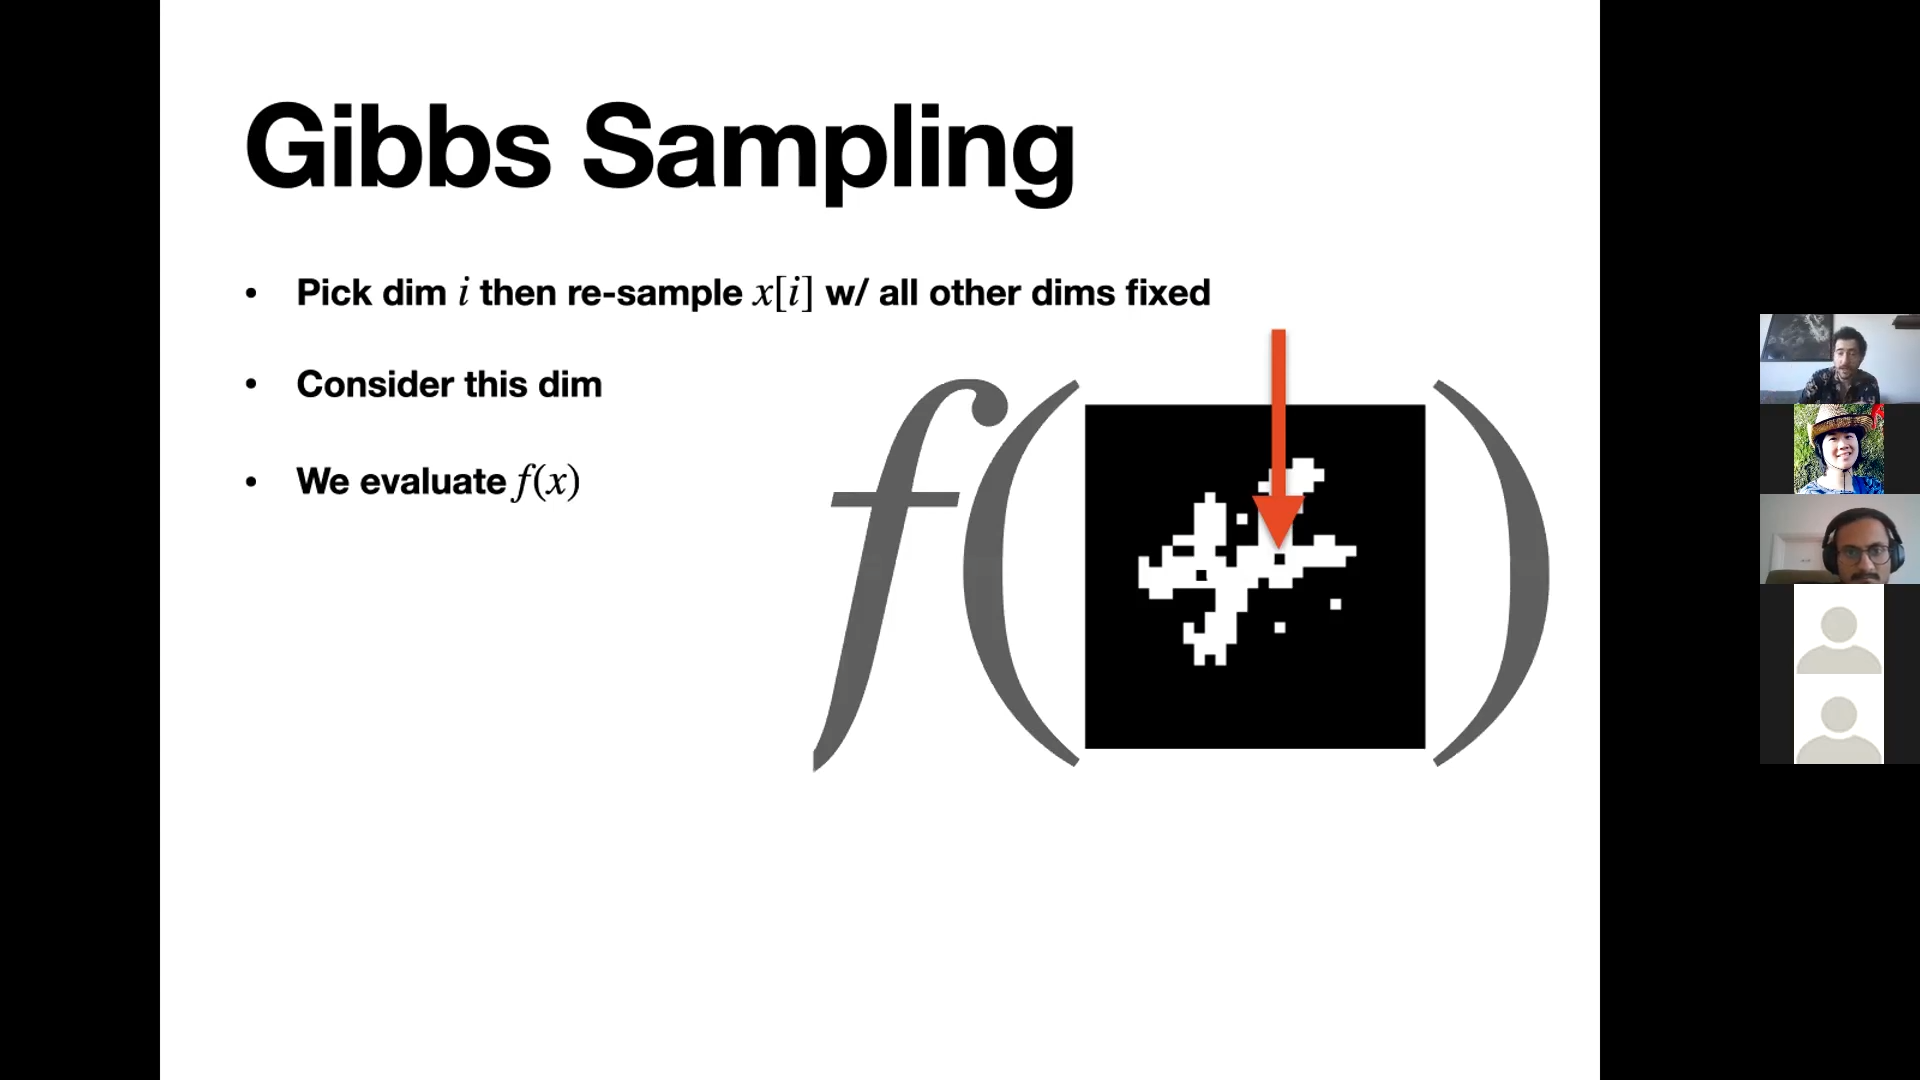 Gibbs Sampling
• Pick dim i then re-sample x[i] w/ all other dims fixed
• Consider this dim
• We evaluate f(x)
f( )